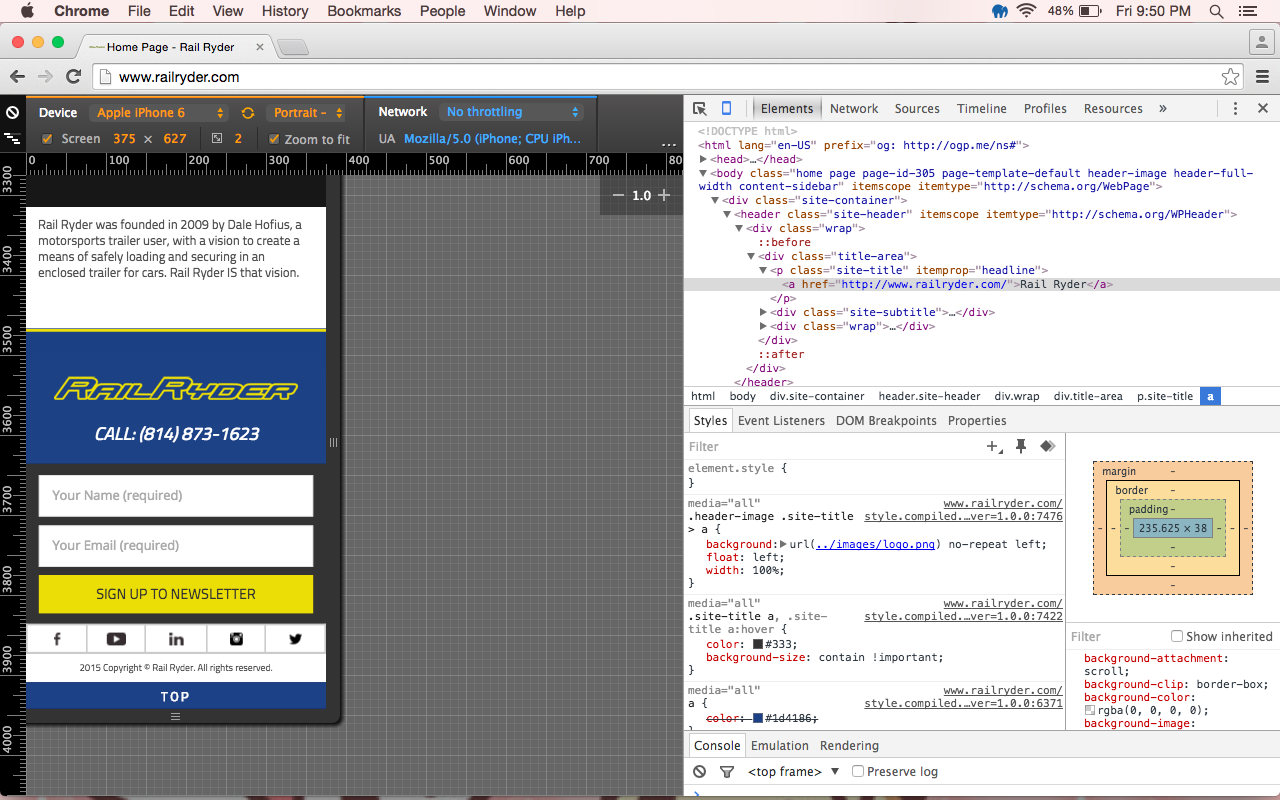 Chrome File Edit View History Bookmarks People Window Help 48% Fri 9:50 PM
Home Page - Rail Ryder
www.railryder.com
Device Apple iPhone 6 Portrait - Network No throttling
Screen 375 × 627 2 Zoom to fit UA Mozilla/5.0 (iPhone; CPU iPh... ...
0 100 200 300 400 500 600 700 80
3300
3400
3500
3600
3700
3800
3900
4000
− 1.0 +
Rail Ryder was founded in 2009 by Dale Hofius, a
motorsports trailer user, with a vision to create a
means of safely loading and securing in an
enclosed trailer for cars. Rail Ryder IS that vision.
RAILRYDER
CALL: (814) 873-1623
Your Name (required)
Your Email (required)
SIGN UP TO NEWSLETTER
2015 Copyright © Rail Ryder. All rights reserved.
TOP
Elements Network Sources Timeline Profiles Resources »
<!DOCTYPE html>
<html lang="en-US" prefix="og: http://ogp.me/ns#">
<head>…</head>
<body class="home page page-id-305 page-template-default header-image header-full-
width content-sidebar" itemscope itemtype="http://schema.org/WebPage">
<div class="site-container">
<header class="site-header" itemscope itemtype="http://schema.org/WPHeader">
<div class="wrap">
::before
<div class="title-area">
<p class="site-title" itemprop="headline">
<a href="http://www.railryder.com/">Rail Ryder</a>
</p>
<div class="site-subtitle">…</div>
<div class="wrap">…</div>
</div>
::after
</div>
</header>
html body div.site-container header.site-header div.wrap div.title-area p.site-title a
Styles Event Listeners DOM Breakpoints Properties
Filter
element.style {
}
media="all" www.railryder.com/
.header-image .site-title style.compiled.…ver=1.0.0:7476
> a {
background: url(../images/logo.png) no-repeat left;
float: left;
width: 100%;
}
media="all" www.railryder.com/
.site-title a, .site- style.compiled.…ver=1.0.0:7422
title a:hover {
color: #333;
background-size: contain !important;
}
media="all" www.railryder.com/
a { style.compiled.…ver=1.0.0:6371
color: #1d4186;
margin -
border -
padding -
- - - 235.625 × 38 - - -
-
-
-
Filter Show inherited
background-attachment:
scroll;
background-clip: border-box;
background-color:
rgba(0, 0, 0, 0);
background-image:
Console Emulation Rendering
<top frame> ▼ Preserve log
>